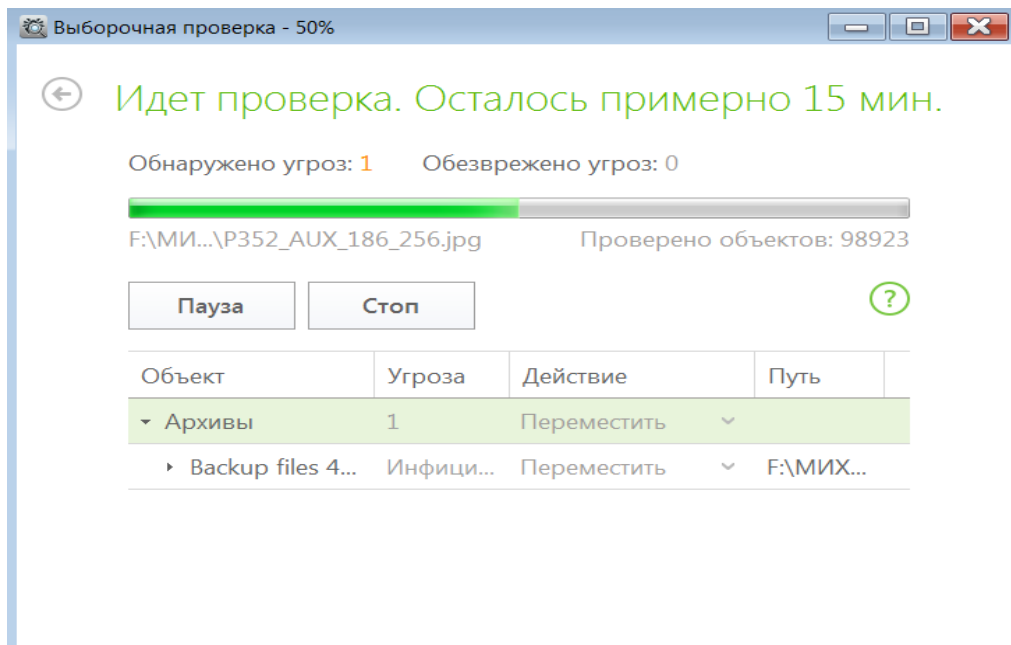 Выборочная проверка - 50%
Идет проверка. Осталось примерно 15 мин.
Обнаружено угроз: 1 Обезврежено угроз: 0
F:\МИ...\P352_AUX_186_256.jpg Проверено объектов: 98923
Пауза Стоп ?
Объект Угроза Действие Путь
Архивы 1 Переместить
Backup files 4... Инфици... Переместить F:\МИХ...